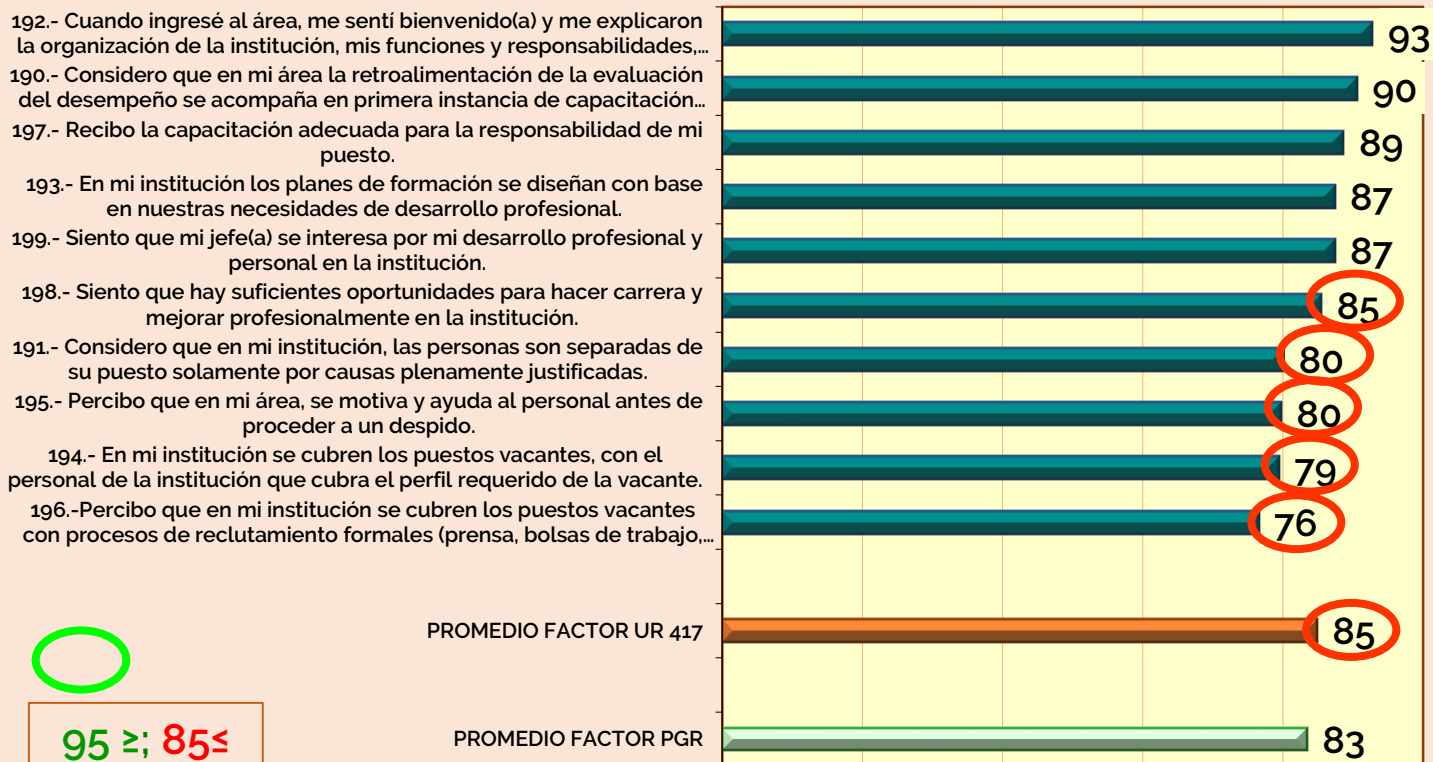 192.- Cuando ingresé al área, me sentí bienvenido(a) y me explicaron
la organización de la institución, mis funciones y responsabilidades,...
93
190.- Considero que en mi área la retroalimentación de la evaluación
del desempeño se acompaña en primera instancia de capacitación...
90
197.- Recibo la capacitación adecuada para la responsabilidad de mi
puesto.
89
193.- En mi institución los planes de formación se diseñan con base
en nuestras necesidades de desarrollo profesional.
87
199.- Siento que mi jefe(a) se interesa por mi desarrollo profesional y
personal en la institución.
87
198.- Siento que hay suficientes oportunidades para hacer carrera y
mejorar profesionalmente en la institución.
85
191.- Considero que en mi institución, las personas son separadas de
su puesto solamente por causas plenamente justificadas.
80
195.- Percibo que en mi área, se motiva y ayuda al personal antes de
proceder a un despido.
80
194.- En mi institución se cubren los puestos vacantes, con el
personal de la institución que cubra el perfil requerido de la vacante.
79
196.-Percibo que en mi institución se cubren los puestos vacantes
con procesos de reclutamiento formales (prensa, bolsas de trabajo,...
76
PROMEDIO FACTOR UR 417
85
95 ≥; 85≤
PROMEDIO FACTOR PGR
83